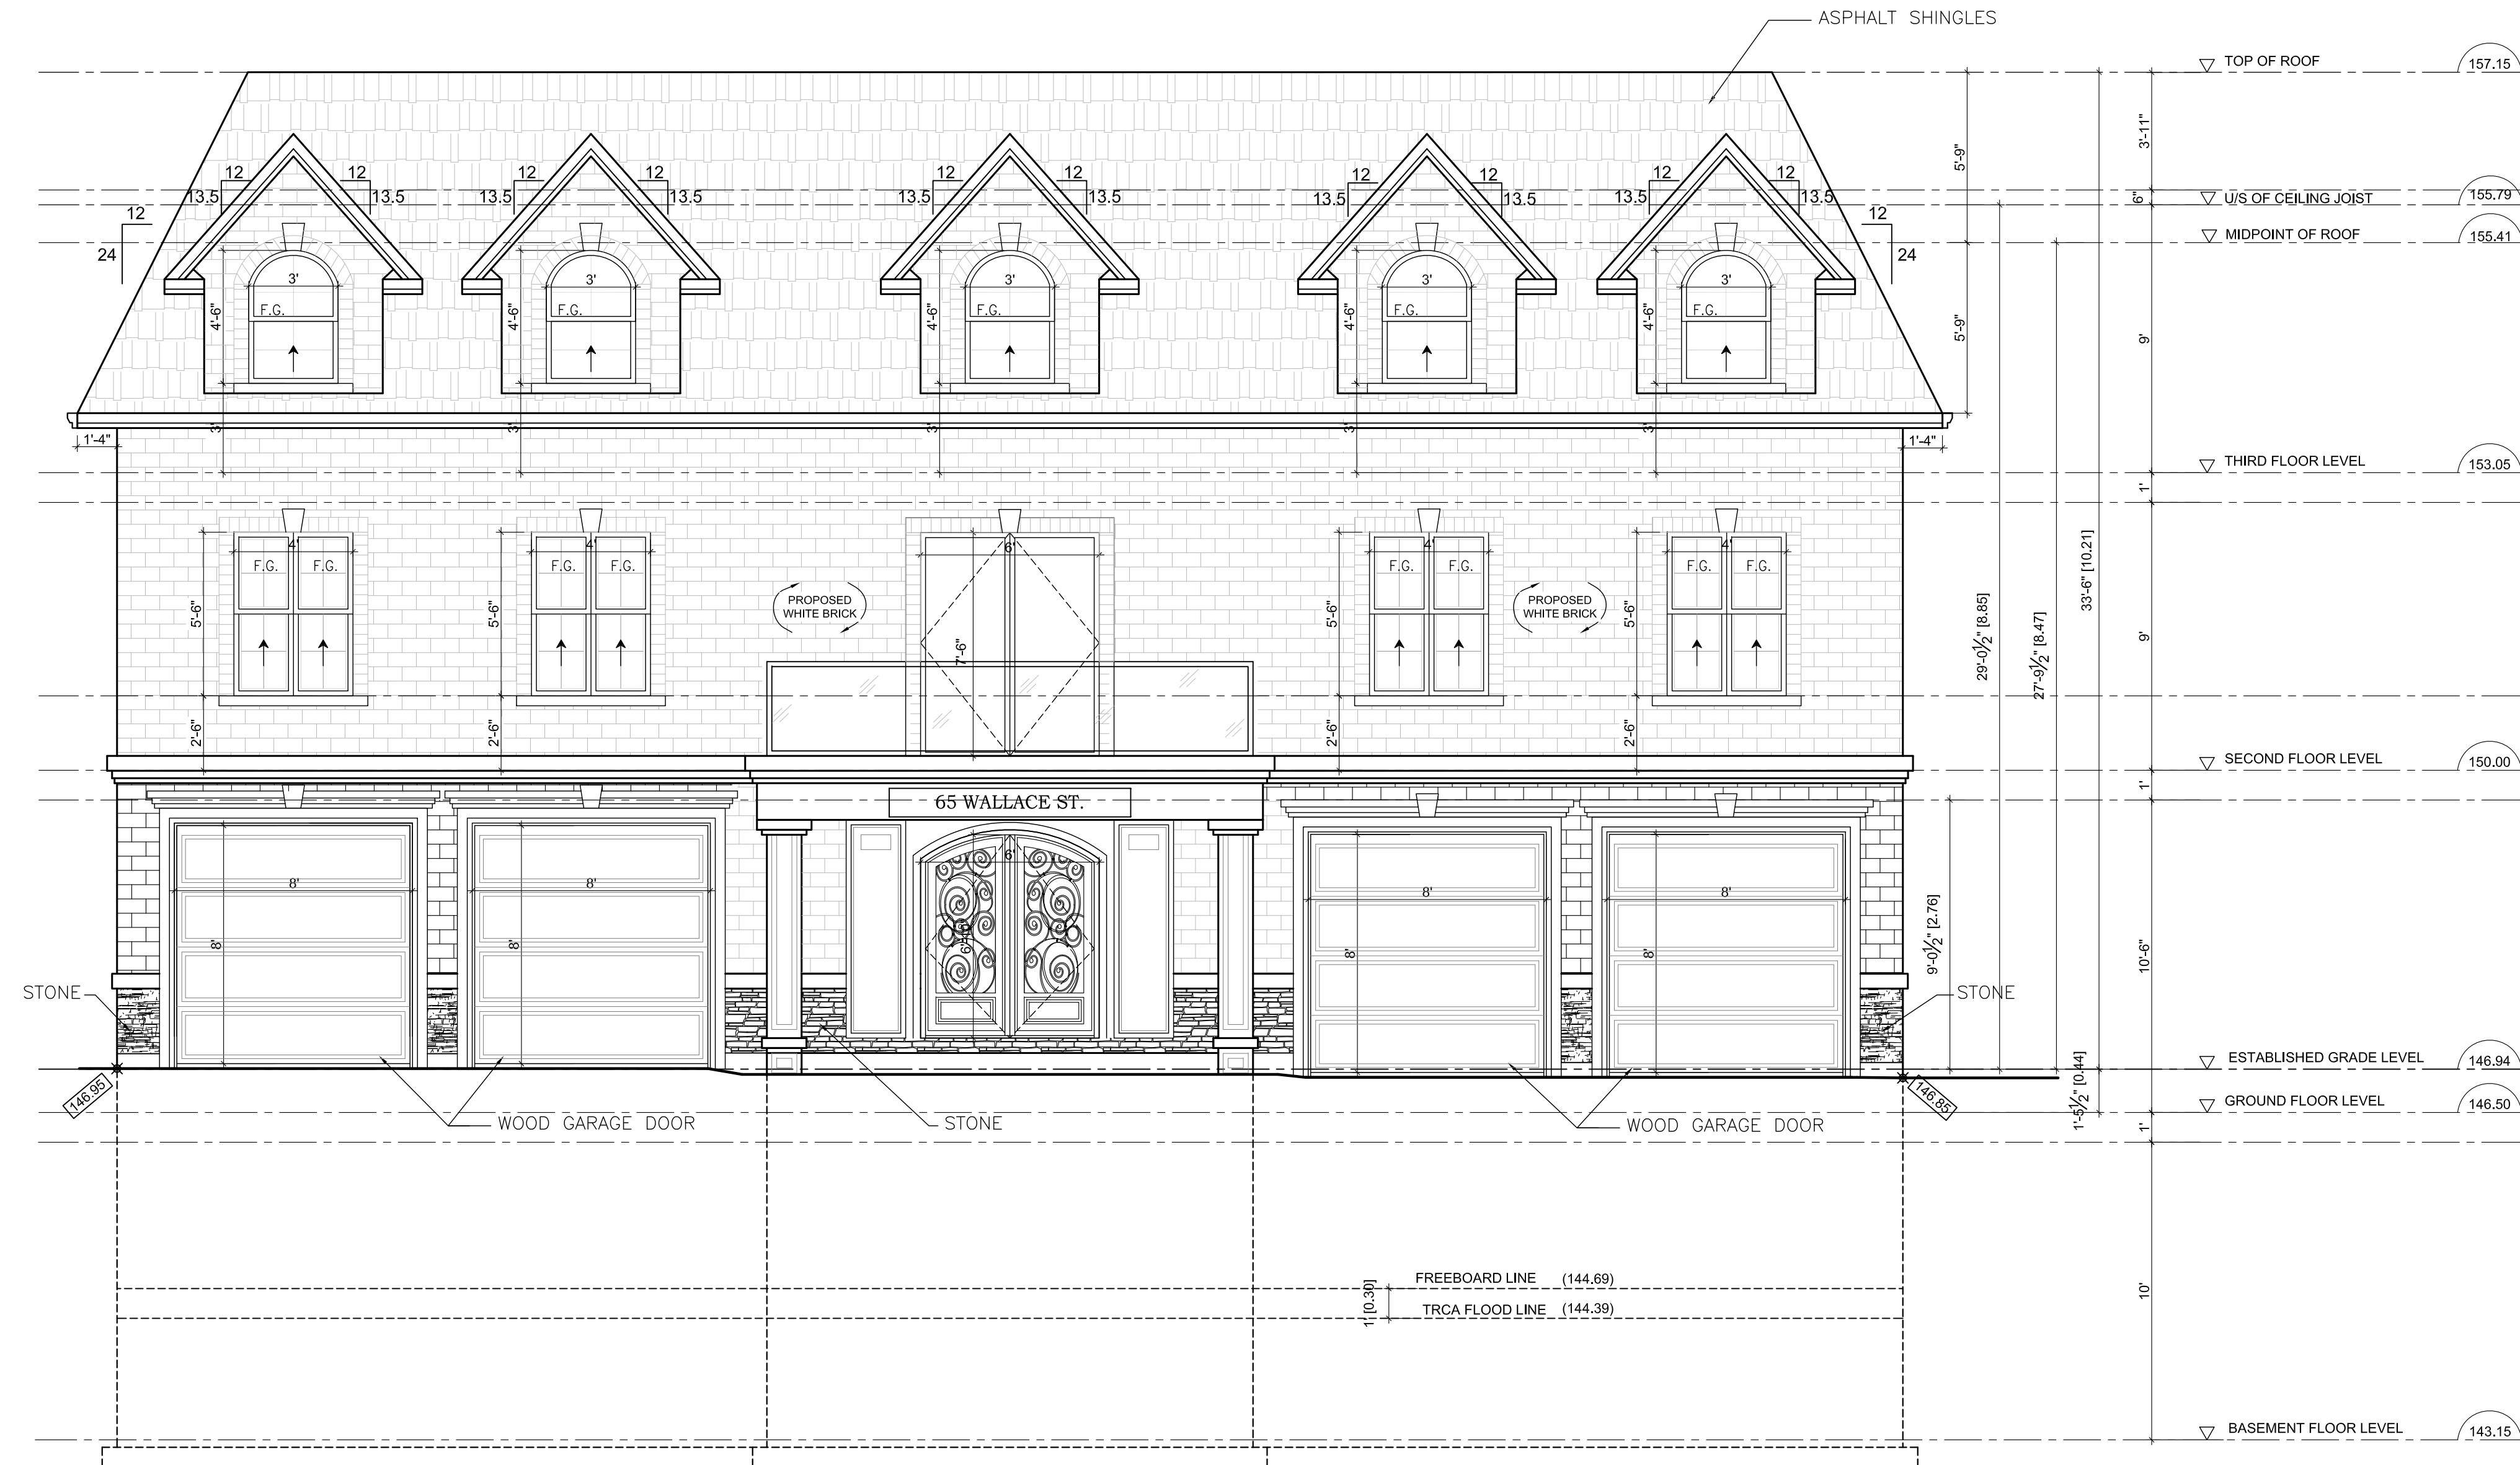 ASPHALT SHINGLES
TOP OF ROOF 157.15
3'-11"
5'-9"
12 12 12 12 12 12 12 12 12 12
13.5 13.5 13.5 13.5 13.5 13.5 13.5 13.5 13.5 13.5
6"
U/S OF CEILING JOIST 155.79
12 12
24 24
MIDPOINT OF ROOF 155.41
3' 3' 3' 3' 3'
F.G. F.G. F.G. F.G. F.G.
4'-6" 4'-6" 4'-6" 4'-6" 4'-6"
5'-9"
9'
3' 3' 3' 3' 3'
1'-4" 1'-4"
THIRD FLOOR LEVEL 153.05
1'
4' 4' 6' 4' 4'
F.G. F.G. F.G. F.G. F.G. F.G. F.G. F.G.
33'-6" [10.21]
PROPOSED
WHITE BRICK
PROPOSED
WHITE BRICK
5'-6" 5'-6" 7'-6" 5'-6" 5'-6"
29'-0½" [8.85]
27'-9½" [8.47]
9'
2'-6" 2'-6" 2'-6" 2'-6"
SECOND FLOOR LEVEL 150.00
1'
65 WALLACE ST.
6'
8' 8' 8' 8'
8' 8' 8' 8'
9'-0½" [2.76]
10'-6"
STONE
STONE
ESTABLISHED GRADE LEVEL 146.94
146.95
146.85
1'-5½" [0.44]
GROUND FLOOR LEVEL 146.50
WOOD GARAGE DOOR
STONE
WOOD GARAGE DOOR
1'
FREEBOARD LINE (144.69)
1' [0.30]
TRCA FLOOD LINE (144.39)
10'
BASEMENT FLOOR LEVEL 143.15